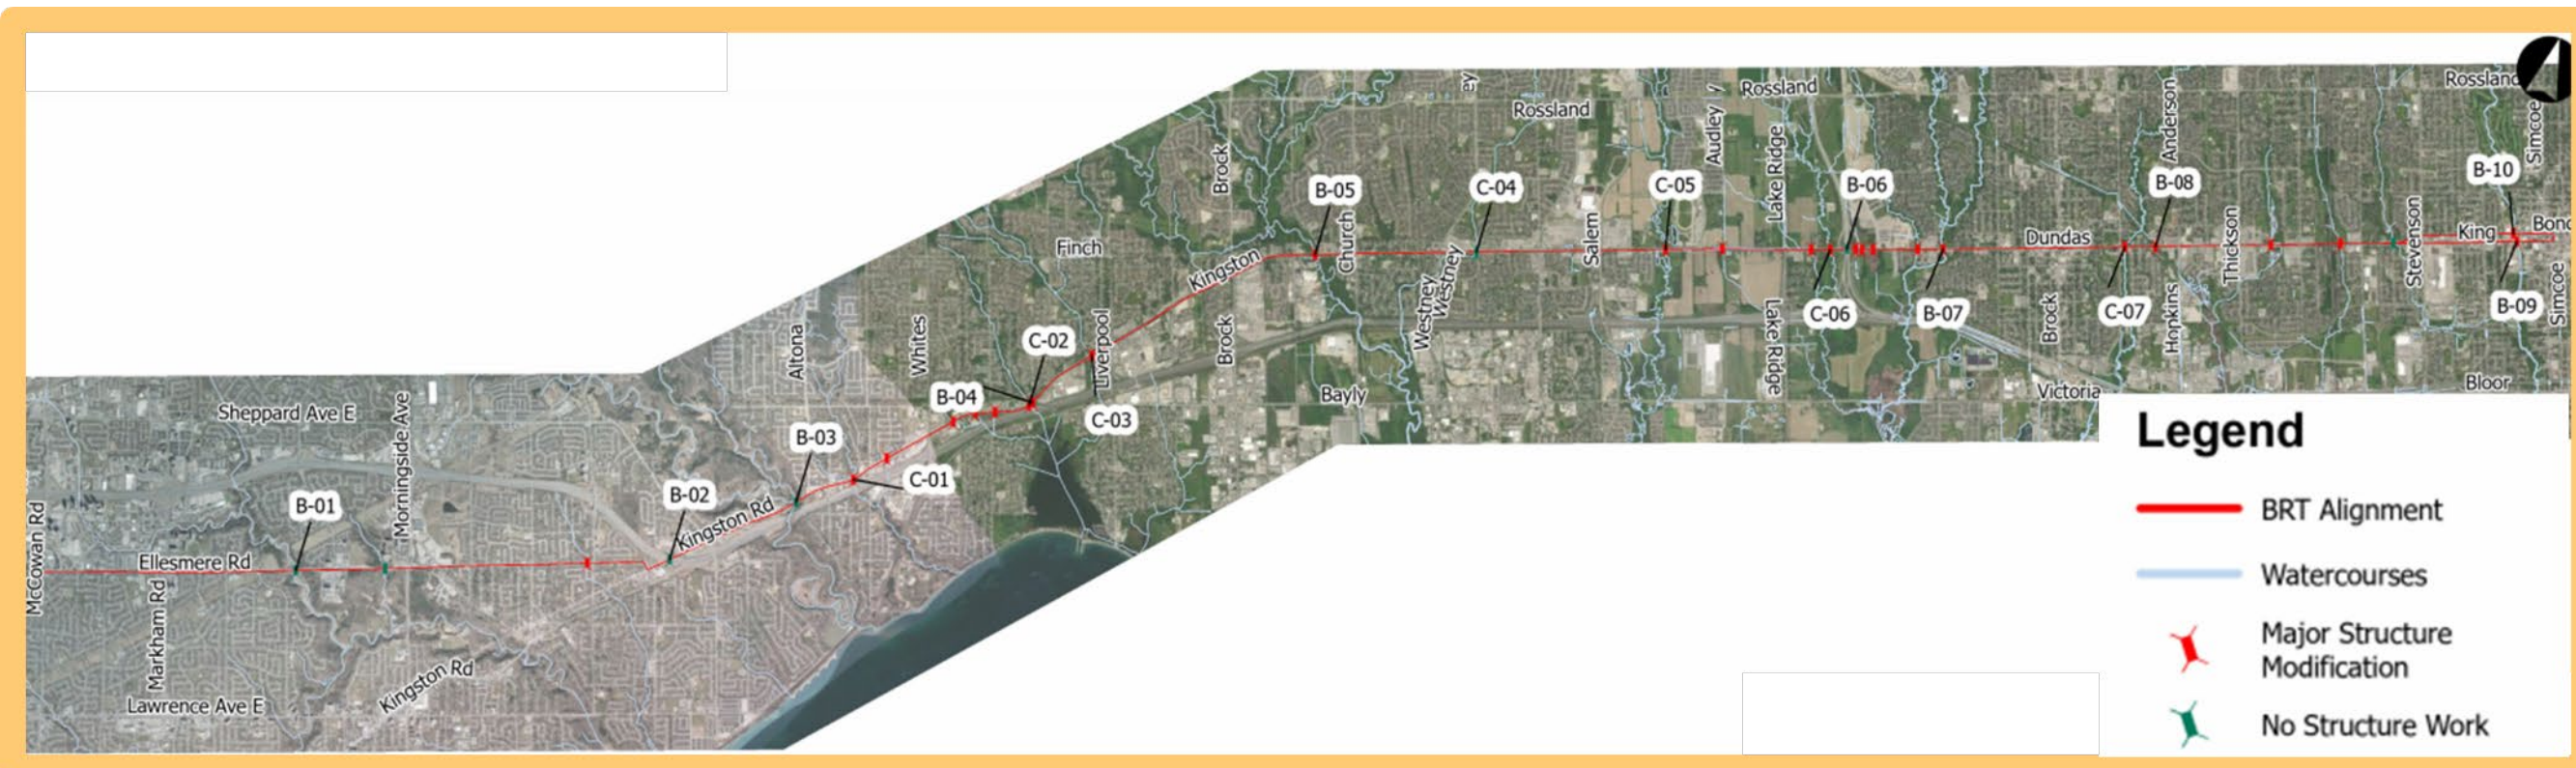 Rossland
Simcoe
ey
Rossland
Rossland
Audley
Anderson
Brock
Lake Ridge
B-05
C-04
C-05
B-06
B-08
B-10
Church
Salem
Thickson
Stevenson
Finch
Kingston
Westney
Westney
Dundas
King
Bond
Altona
Whites
C-02
Liverpool
Brock
Lake Ridge
C-06
B-07
Brock
C-07
Hopkins
B-09
Simcoe
B-04
C-03
Bayly
Victoria
Bloor
Sheppard Ave E
Morningside Ave
B-03
C-01
B-01
B-02
Kingston Rd
McCowan Rd
Ellesmere Rd
Markham Rd
Kingston Rd
Lawrence Ave E
Legend
BRT Alignment
Watercourses
Major Structure
Modification
No Structure Work